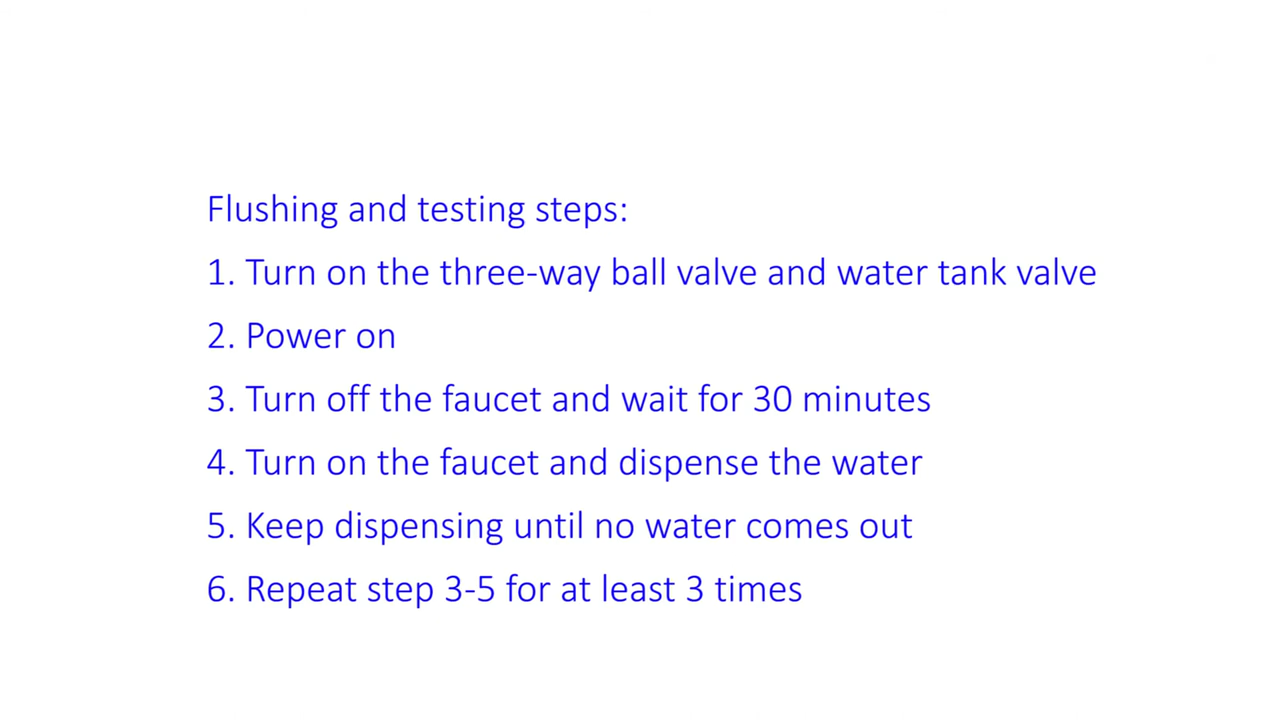 Flushing and testing steps:
1. Turn on the three-way ball valve and water tank valve
2. Power on
3. Turn off the faucet and wait for 30 minutes
4. Turn on the faucet and dispense the water
5. Keep dispensing until no water comes out
6. Repeat step 3-5 for at least 3 times